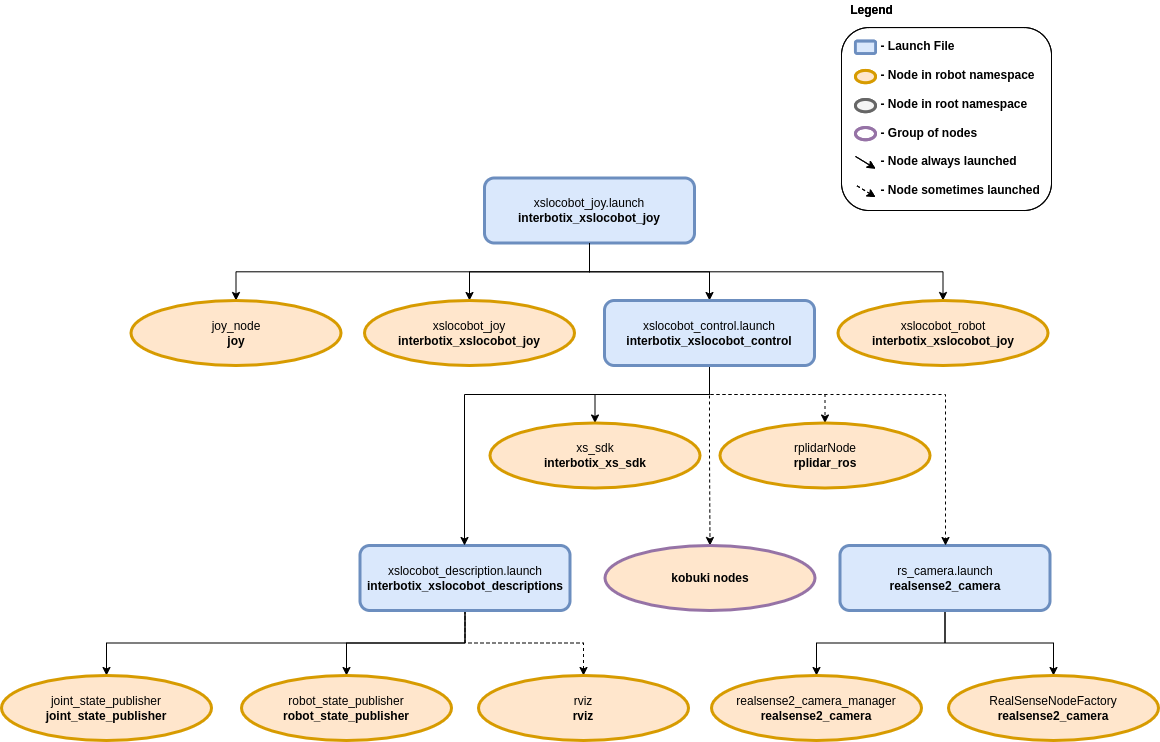 Legend
- Launch File
- Node in robot namespace
- Node in root namespace
- Group of nodes
- Node always launched
- Node sometimes launched
xslocobot_joy.launch
interbotix_xslocobot_joy
joy_node
joy
xslocobot_joy
interbotix_xslocobot_joy
xslocobot_control.launch
interbotix_xslocobot_control
xslocobot_robot
interbotix_xslocobot_joy
xs_sdk
interbotix_xs_sdk
rplidarNode
rplidar_ros
xslocobot_description.launch
interbotix_xslocobot_descriptions
kobuki nodes
rs_camera.launch
realsense2_camera
joint_state_publisher
joint_state_publisher
robot_state_publisher
robot_state_publisher
rviz
rviz
realsense2_camera_manager
realsense2_camera
RealSenseNodeFactory
realsense2_camera